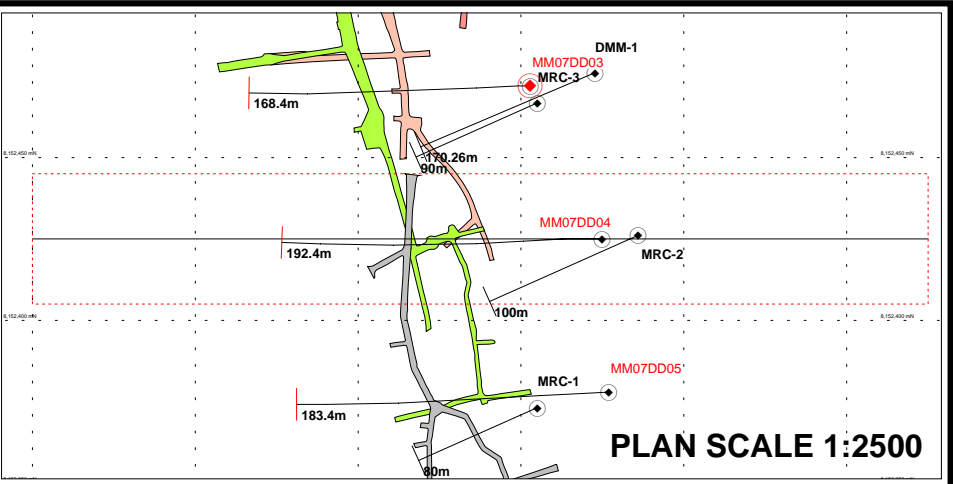 DMM-1
MM07DD03
MRC-3
168.4m
8,152,450 mN
170.26m
8,152,450mN
90m
MM07DD04
192.4m
MRC-2
100m
8,152,400 mN
8,152,400 mN
MM07DD05
MRC-1
183.4m
PLAN SCALE 1:2500
80m